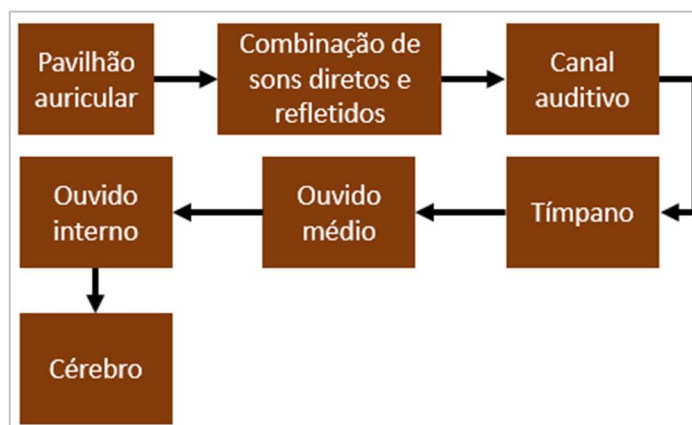 Pavilhão
auricular
Combinação de
sons diretos e
refletidos
Canal
auditivo
Tímpano
Ouvido
médio
Ouvido
interno
Cérebro